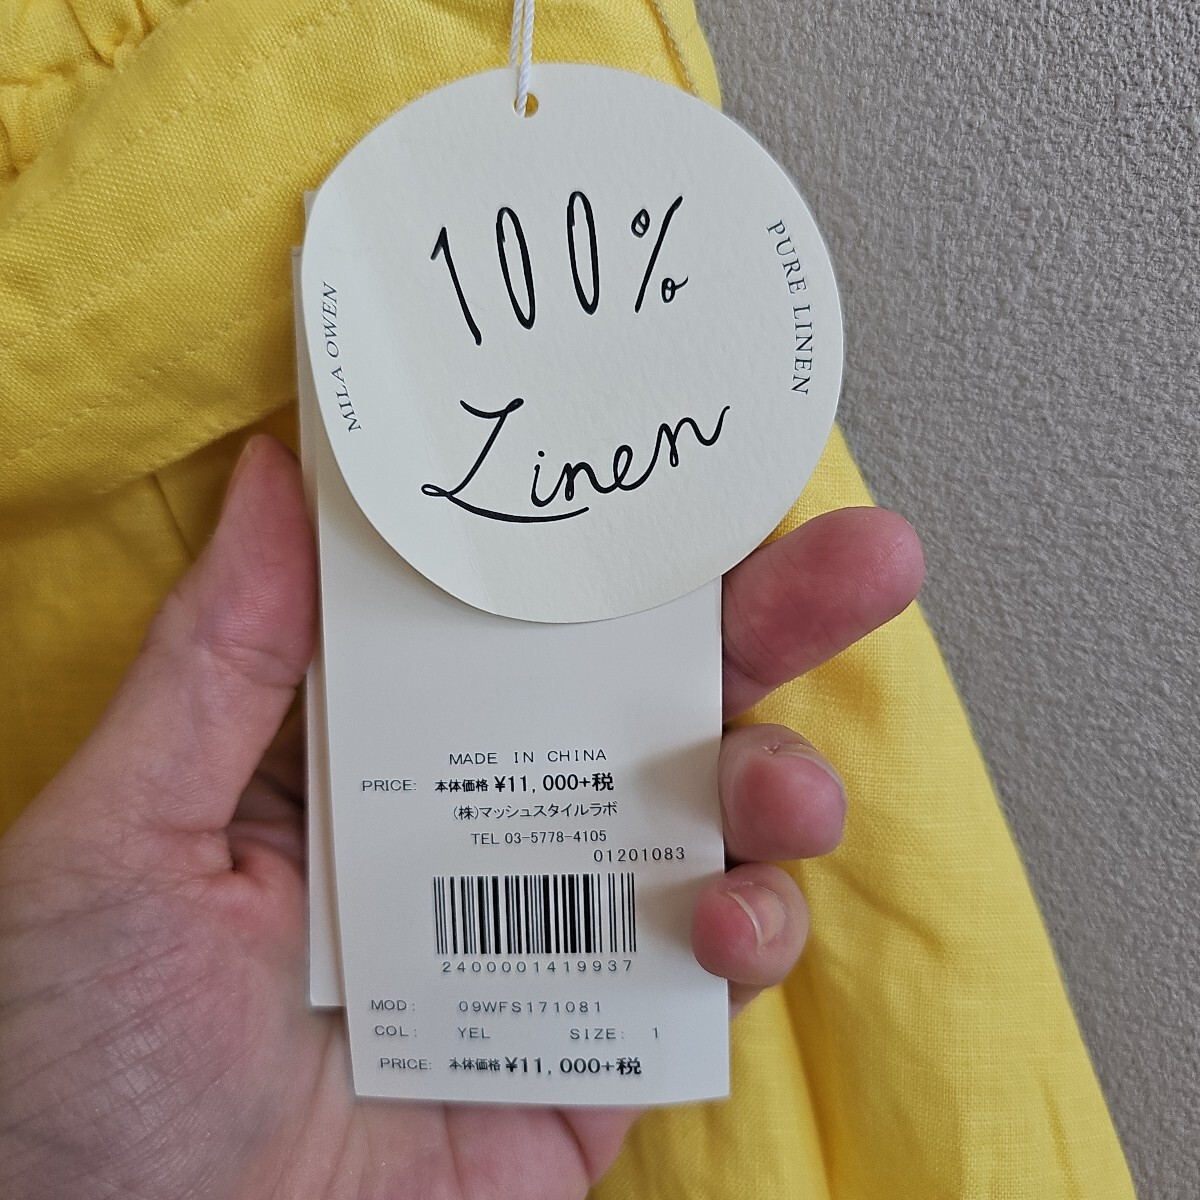 100%
Linen
MILA OWEN
PURE LINEN
MADE IN CHINA
PRICE: 本体価格 ¥11,000+税
(株)マッシュスタイルラボ
TEL 03-5778-4105
01201083
2400001419937
MOD: 09WFS171081
COL: YEL SIZE: 1
PRICE: 本体価格 ¥11,000+税